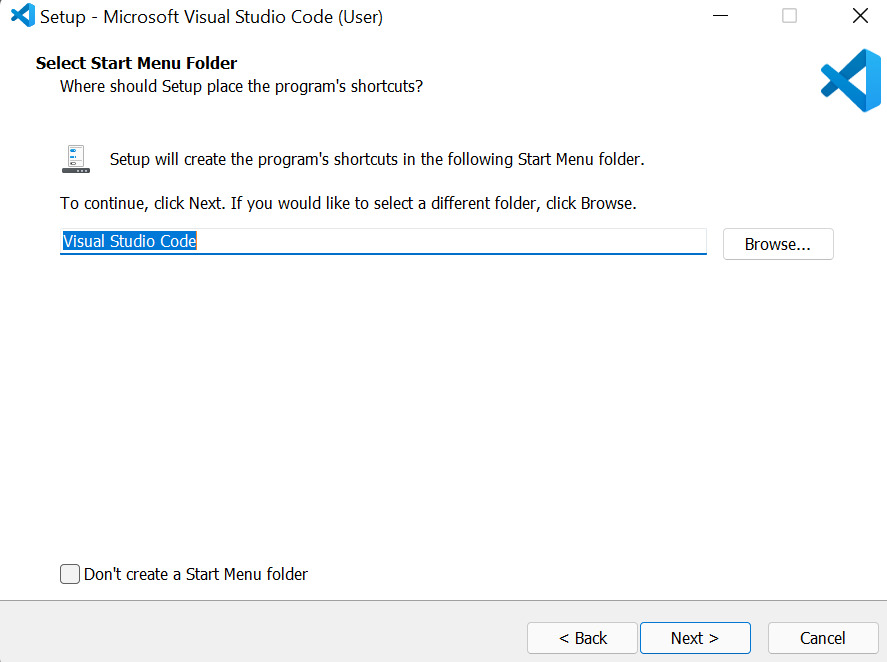 Setup - Microsoft Visual Studio Code (User)
Select Start Menu Folder
Where should Setup place the program's shortcuts?
Setup will create the program's shortcuts in the following Start Menu folder.
To continue, click Next. If you would like to select a different folder, click Browse.
Visual Studio Code
Browse...
Don't create a Start Menu folder
< Back
Next >
Cancel